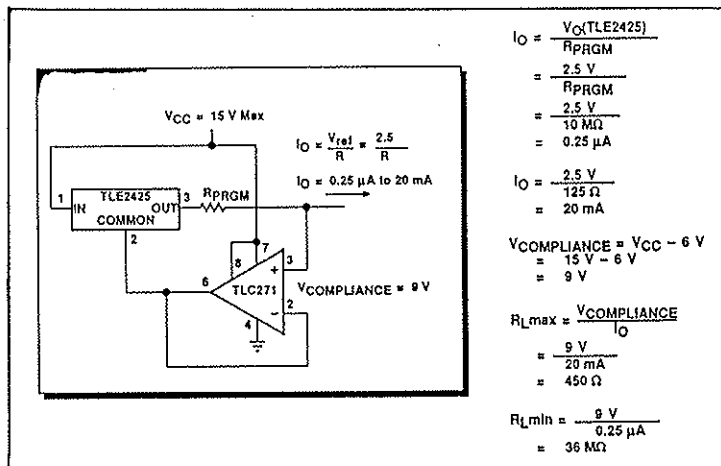 VCC = 15 V Max
IO = Vref / R = 2.5 / R
IO = 0.25 µA to 20 mA
1
IN
TLE2425
OUT
COMMON
3
RPRGM
2
8
7
6
TLC271
+
3
VCOMPLIANCE = 9 V
2
−
4
IO = VO(TLE2425) / RPRGM
= 2.5 V / RPRGM
= 2.5 V / 10 MΩ
= 0.25 µA
IO = 2.5 V / 125 Ω
= 20 mA
VCOMPLIANCE = VCC − 6 V
= 15 V − 6 V
= 9 V
RLmax = VCOMPLIANCE / IO
= 9 V / 20 mA
= 450 Ω
RLmin = 9 V / 0.25 µA
= 36 MΩ